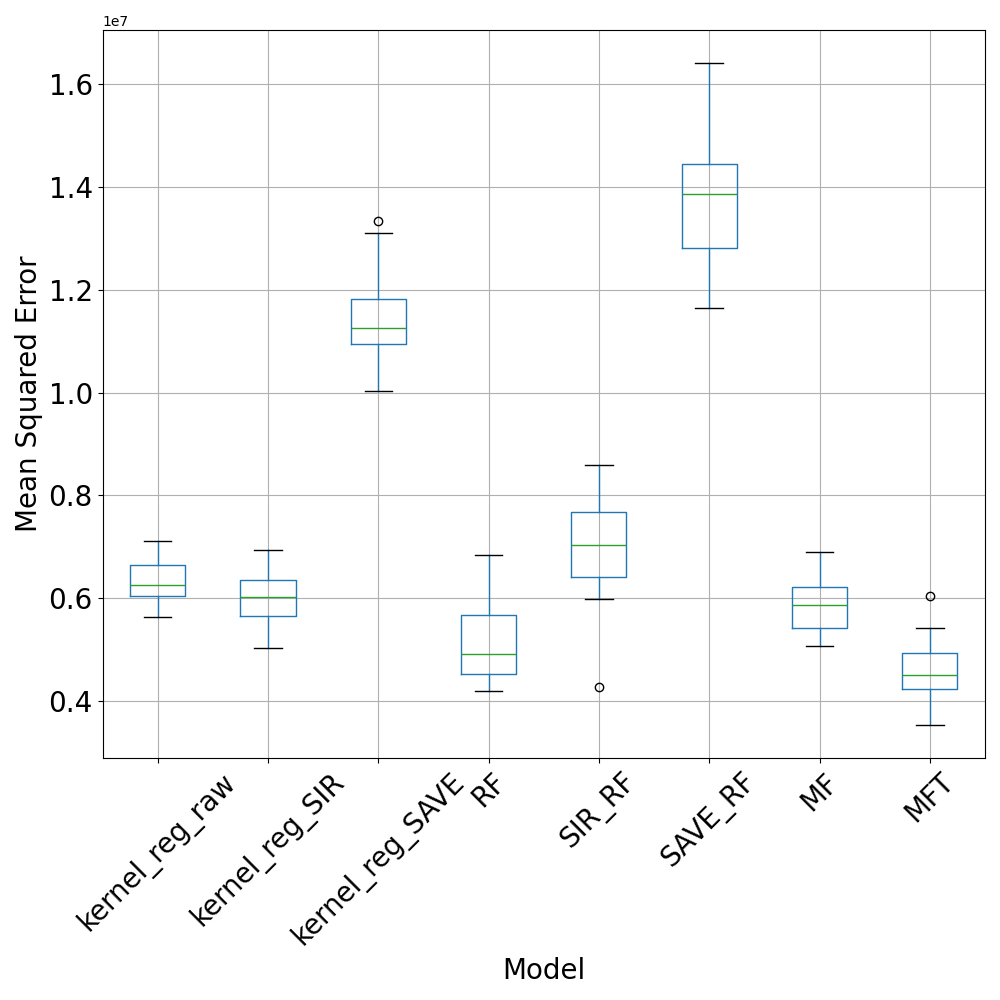 1e7
1.6
1.4
1.2
1.0
0.8
0.6
0.4
Mean Squared Error
kernel_reg_raw
kernel_reg_SIR
kernel_reg_SAVE
RF
SIR_RF
SAVE_RF
MF
MFT
Model